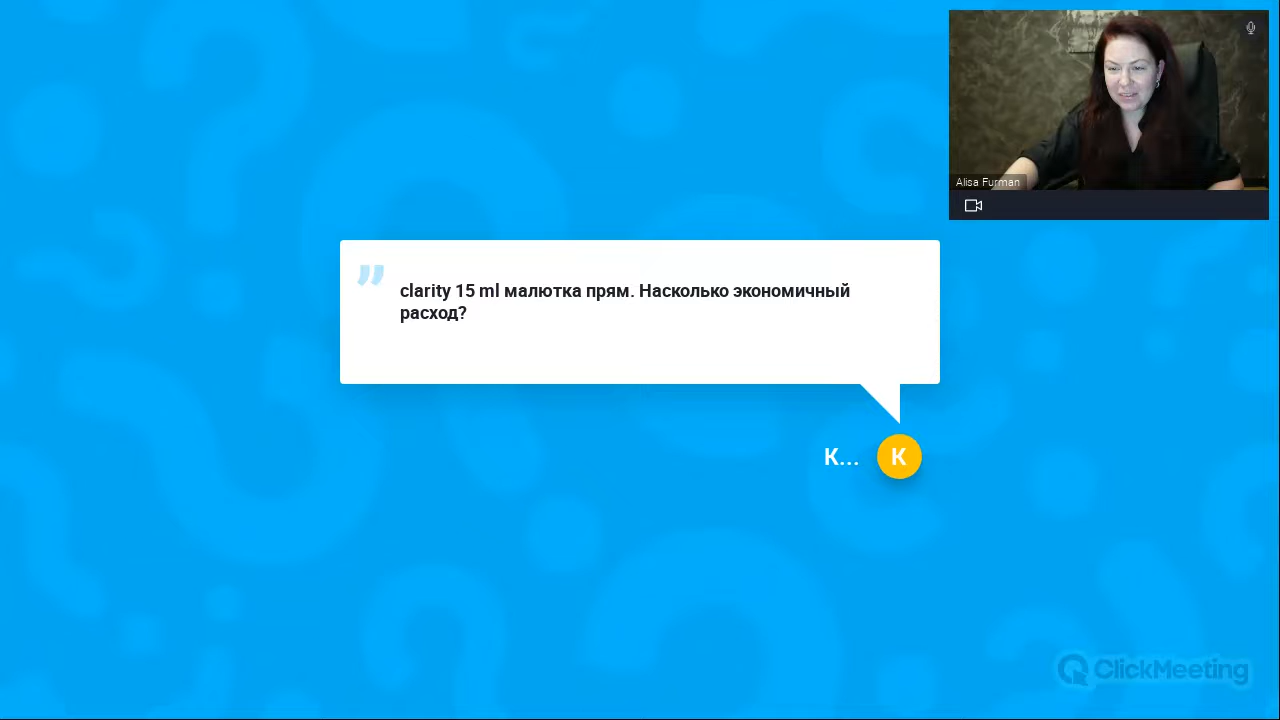 Alisa Furman
clarity 15 ml малютка прям. Насколько экономичный
расход?
K...
K
ClickMeeting